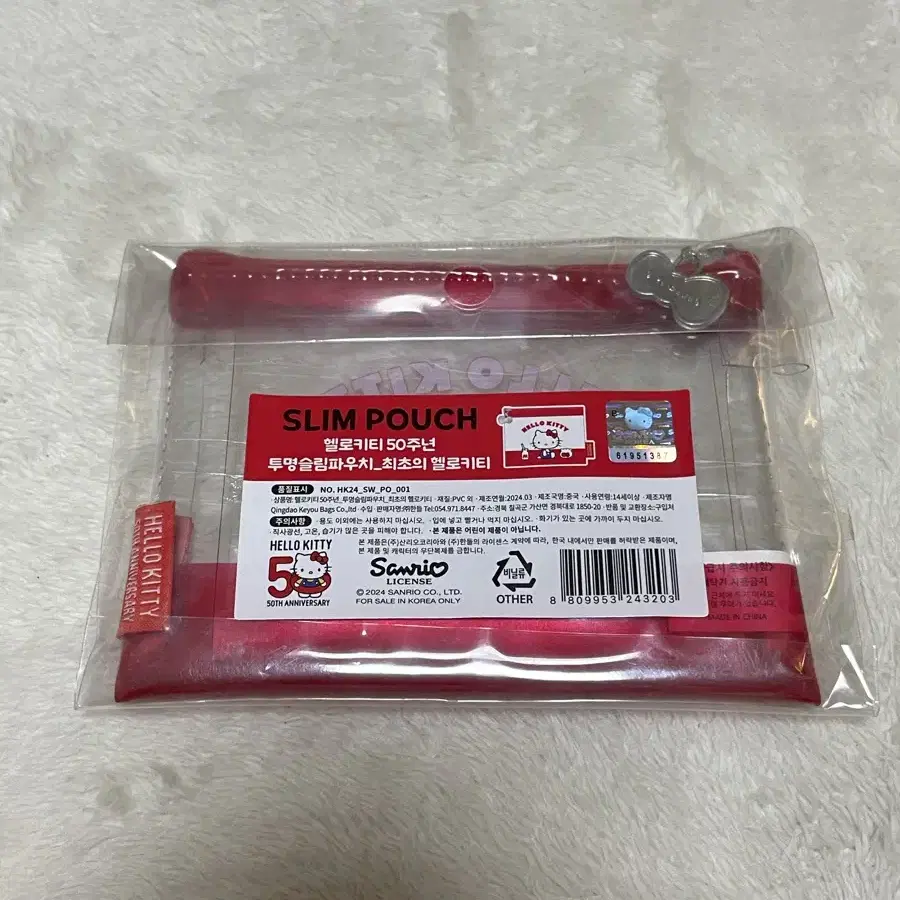 SLIM POUCH
헬로키티 50주년
투명슬림파우치_최초의 헬로키티
HELLO KITTY
61951387
품질표시 NO. HK24_SW_PO_001
·상품명: 헬로키티 50주년_투명슬림파우치_최초의 헬로키티 ·재질:PVC 외 ·제조연월:2024.03 ·제조국명:중국 ·사용연령:14세이상 ·제조자명
Qingdao Keyou Bags Co.,Ltd ·수입·판매자명:㈜한들 Tel:054.971.8447 ·주소:경북 칠곡군 가산면 경북대로 1850-20 ·반품 및 교환장소:구입처
주의사항 ·용도 이외에는 사용하지 마십시오. ·입에 넣고 빨거나 먹지 마십시오. ·화기가 있는 곳에 가까이 두지 마십시오.
·직사광선, 고온, 습기가 많은 곳을 피해야 합니다. ·본 제품은 어린이 제품이 아닙니다.
본 제품은(주)산리오코리아와 (주)한들의 라이센스 계약에 따라, 한국 내에서만 판매를 허락받은 제품이며,
본 제품 및 캐릭터의 무단복제를 금합니다.
HELLO KITTY
50
50TH ANNIVERSARY
Sanrio
LICENSE
© 2024 SANRIO CO., LTD.
FOR SALE IN KOREA ONLY
비닐류
OTHER
8 809953 243203
HELLO KITTY
50TH ANNIVERSARY
주의사항>
사용금지
MADE IN CHINA
HELLO KITTY